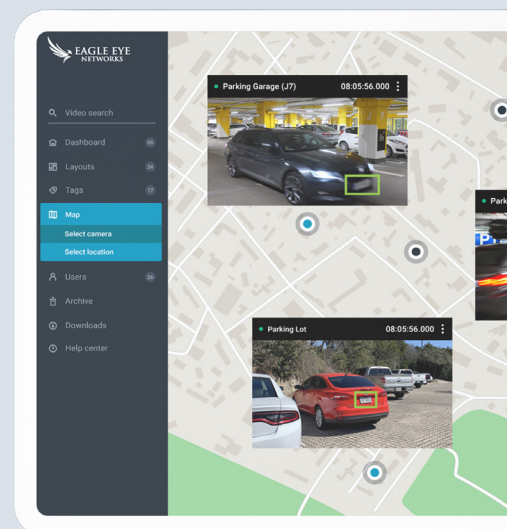 EAGLE EYE
NETWORKS
Video search
Dashboard 55
Layouts 24
Tags 17
Map
Select camera
Select location
Users 26
Archive
Downloads
Help center
Parking Garage (J7) 08:05:56.000
Park
P
Parking Lot 08:05:56.000